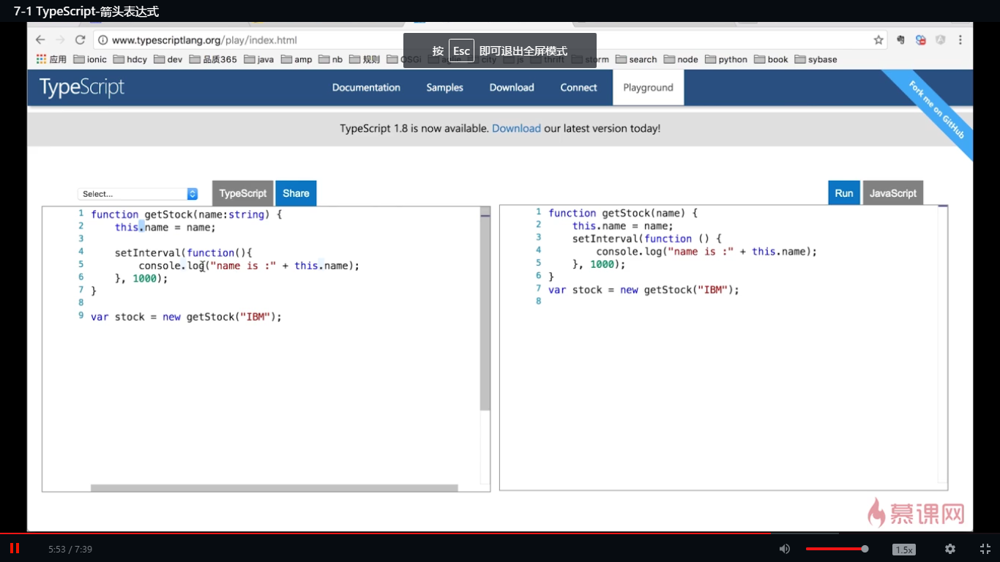 7-1 TypeScript-箭头表达式
www.typescriptlang.org/play/index.html
按 Esc 即可退出全屏模式
应用 ionic hdcy dev 品质365 java amp nb 规则 OSGi agile city js thrift storm search node python book sybase
TypeScript Documentation Samples Download Connect Playground
Fork me on GitHub
TypeScript 1.8 is now available. Download our latest version today!
Select... TypeScript Share
1 function getStock(name:string) {
2 this.name = name;
3
4 setInterval(function(){
5 console.log("name is :" + this.name);
6 }, 1000);
7 }
8
9 var stock = new getStock("IBM");
Run JavaScript
1 function getStock(name) {
2 this.name = name;
3 setInterval(function () {
4 console.log("name is :" + this.name);
5 }, 1000);
6 }
7 var stock = new getStock("IBM");
8
慕课网
5:53 / 7:39
1.5x